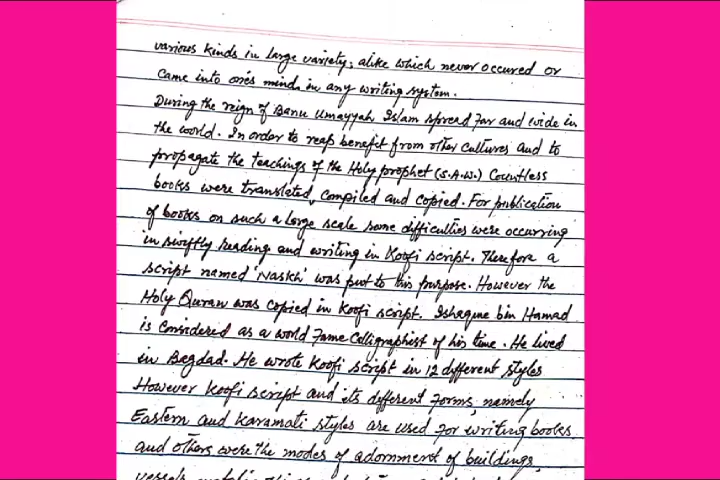 various kinds in large variety, alike which never occured or
came into one's mind, in any writing system.
During the reign of Banu Umayyah Islam spread far and wide in
the world. In order to reap benefit from other cultures and to
propagate the teachings of the Holy prophet (S.A.W.) Countless
books were translated, compiled and copied. For publication
of books on such a large scale some difficulties were occurring
in swiftly reading and writing in Koofi script. Therefore a
script named 'Naskh' was put to this purpose. However the
Holy Quran was copied in Koofi script. Ishaque bin Hamad
is considered as a world fame calligraphist of his time. He lived
in Bagdad. He wrote Koofi script in 12 different styles
However Koofi script and its different forms, namely
Eastern and Karamati styles are used for writing books,
and others were the modes of adornment of buildings,
vessels